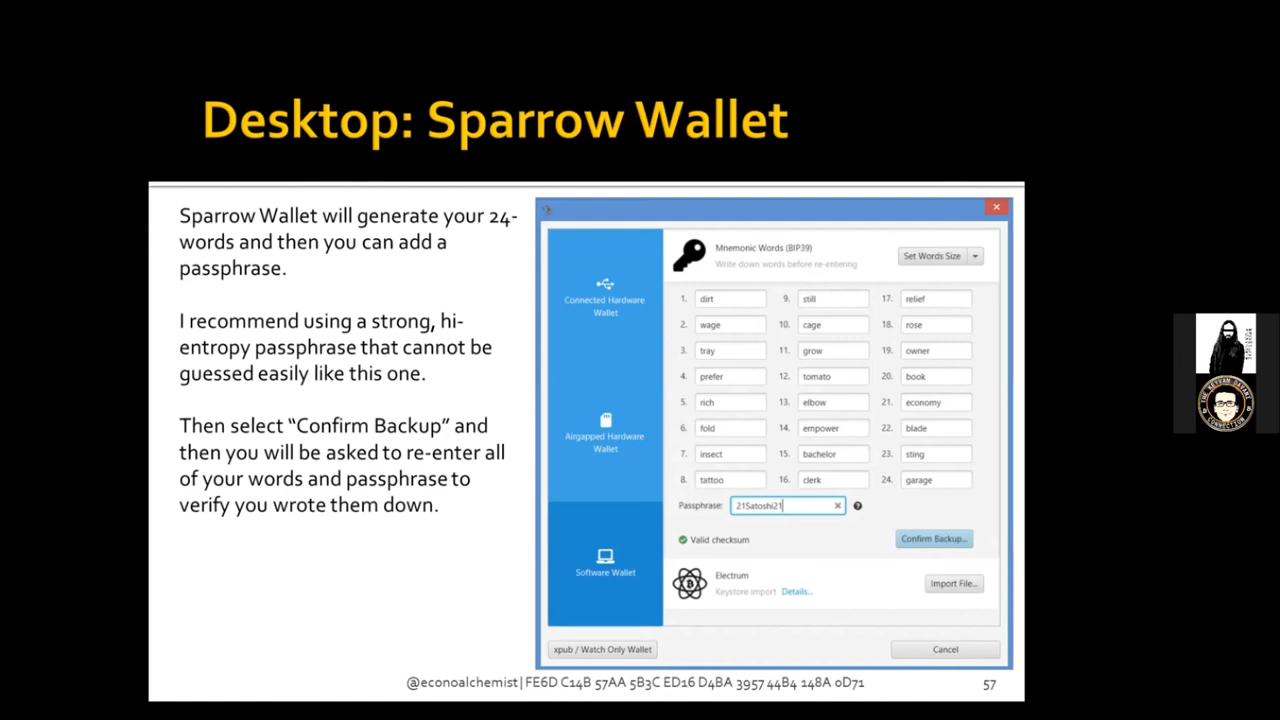 Desktop: Sparrow Wallet
Sparrow Wallet will generate your 24-
words and then you can add a
passphrase.
I recommend using a strong, hi-
entropy passphrase that cannot be
guessed easily like this one.
Then select “Confirm Backup” and
then you will be asked to re-enter all
of your words and passphrase to
verify you wrote them down.
Connected Hardware
Wallet
Airgapped Hardware
Wallet
Software Wallet
Mnemonic Words (BIP39)
Write down words before re-entering
Set Words Size
1. dirt 9. still 17. relief
2. wage 10. cage 18. rose
3. tray 11. grow 19. owner
4. prefer 12. tomato 20. book
5. rich 13. elbow 21. economy
6. fold 14. empower 22. blade
7. insect 15. bachelor 23. sting
8. tattoo 16. clerk 24. garage
Passphrase: 21Satoshi21
Valid checksum
Confirm Backup...
Electrum
Keystore import Details...
Import File...
xpub / Watch Only Wallet
Cancel
@econoalchemist | FE6D C14B 57AA 5B3C ED16 D4BA 3957 44B4 148A 0D71
57
THE KEYVAN DAVANI
CONNECTION